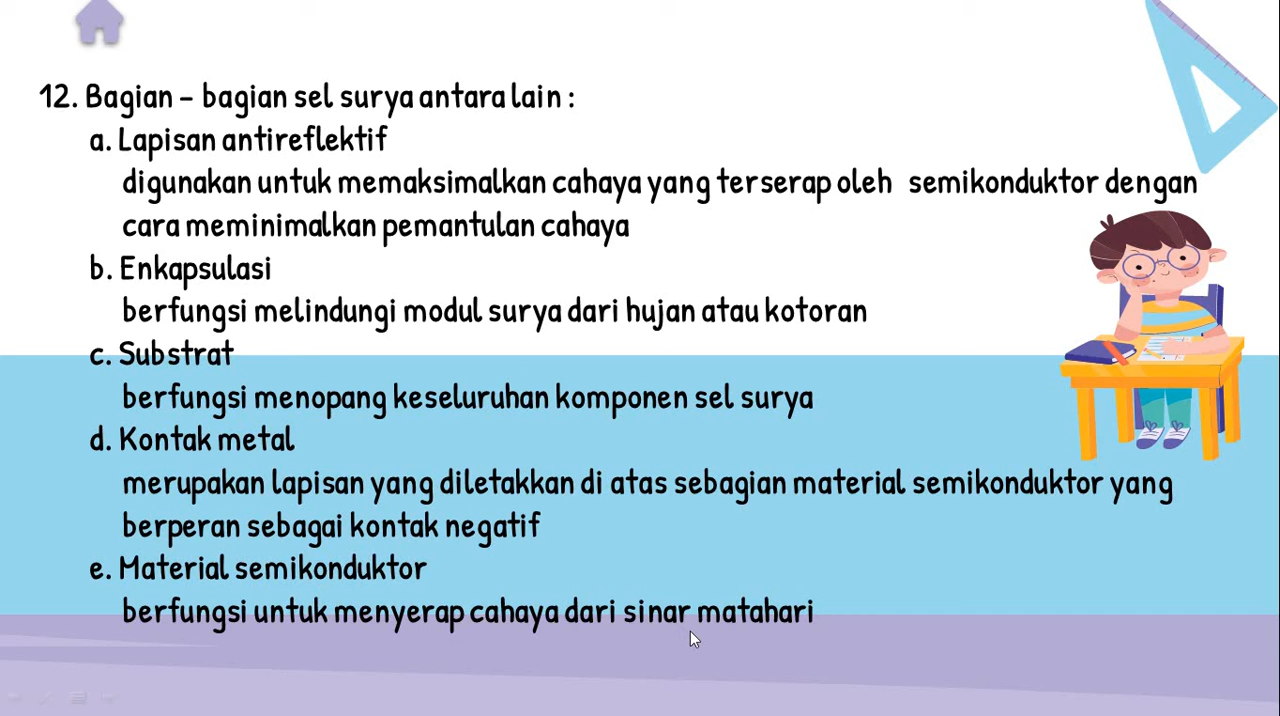 12. Bagian – bagian sel surya antara lain :
a. Lapisan antireflektif
digunakan untuk memaksimalkan cahaya yang terserap oleh semikonduktor dengan
cara meminimalkan pemantulan cahaya
b. Enkapsulasi
berfungsi melindungi modul surya dari hujan atau kotoran
c. Substrat
berfungsi menopang keseluruhan komponen sel surya
d. Kontak metal
merupakan lapisan yang diletakkan di atas sebagian material semikonduktor yang
berperan sebagai kontak negatif
e. Material semikonduktor
berfungsi untuk menyerap cahaya dari sinar matahari